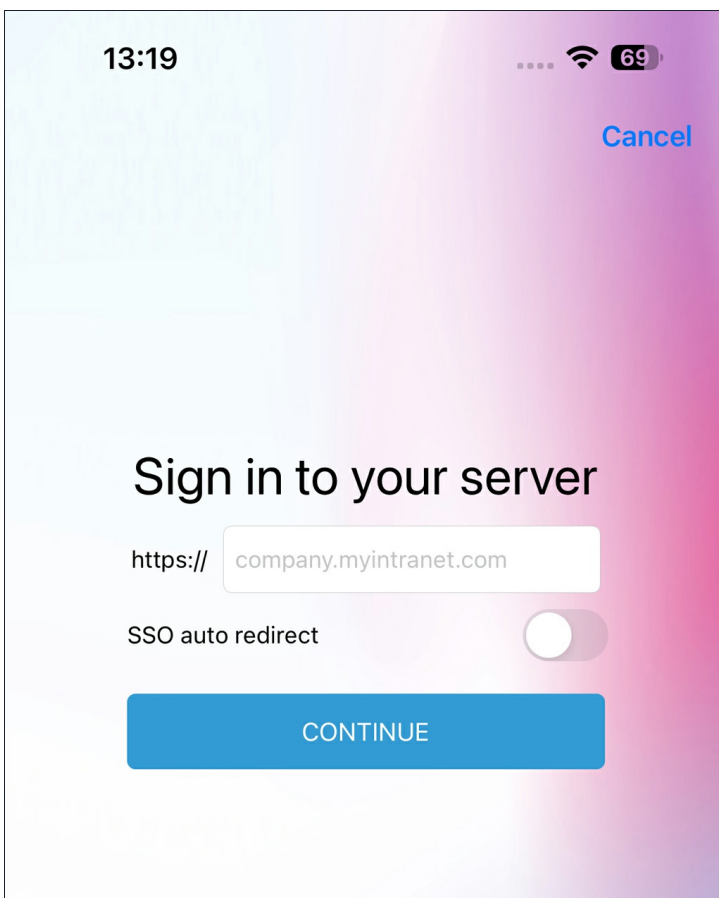 13:19 69
Cancel
Sign in to your server
https:// company.myintranet.com
SSO auto redirect
CONTINUE